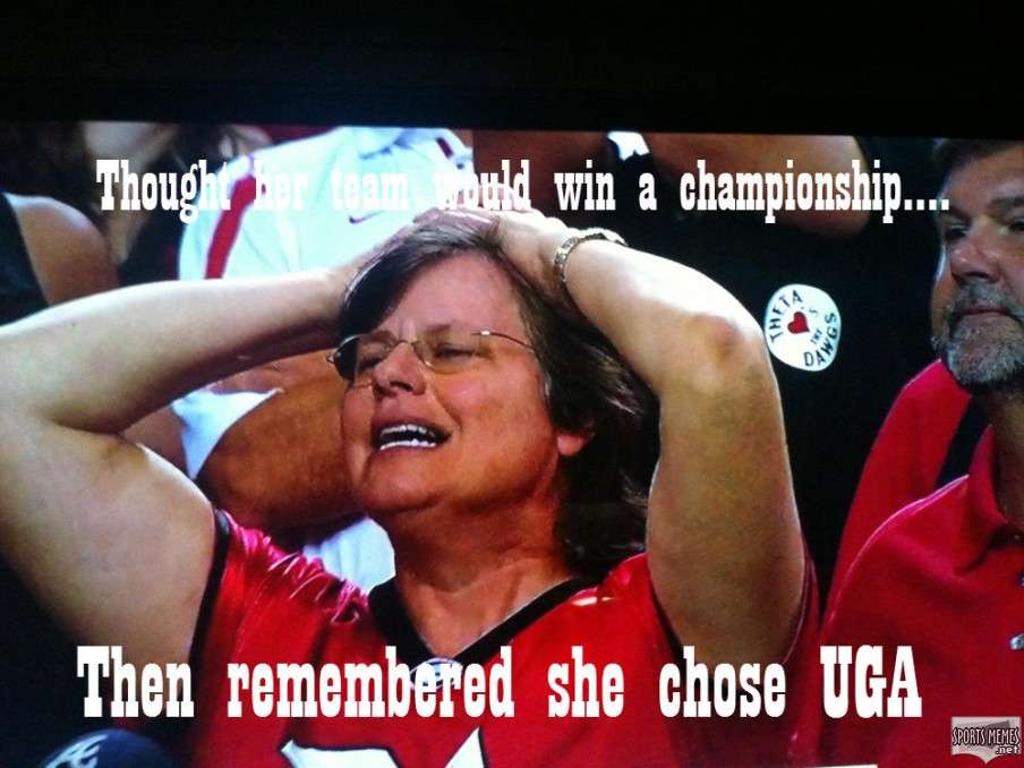 Thought her team would win a championship....
THETA
♥'S
THE
DAWGS
Then remembered she chose UGA
SPORTS MEMES
.net